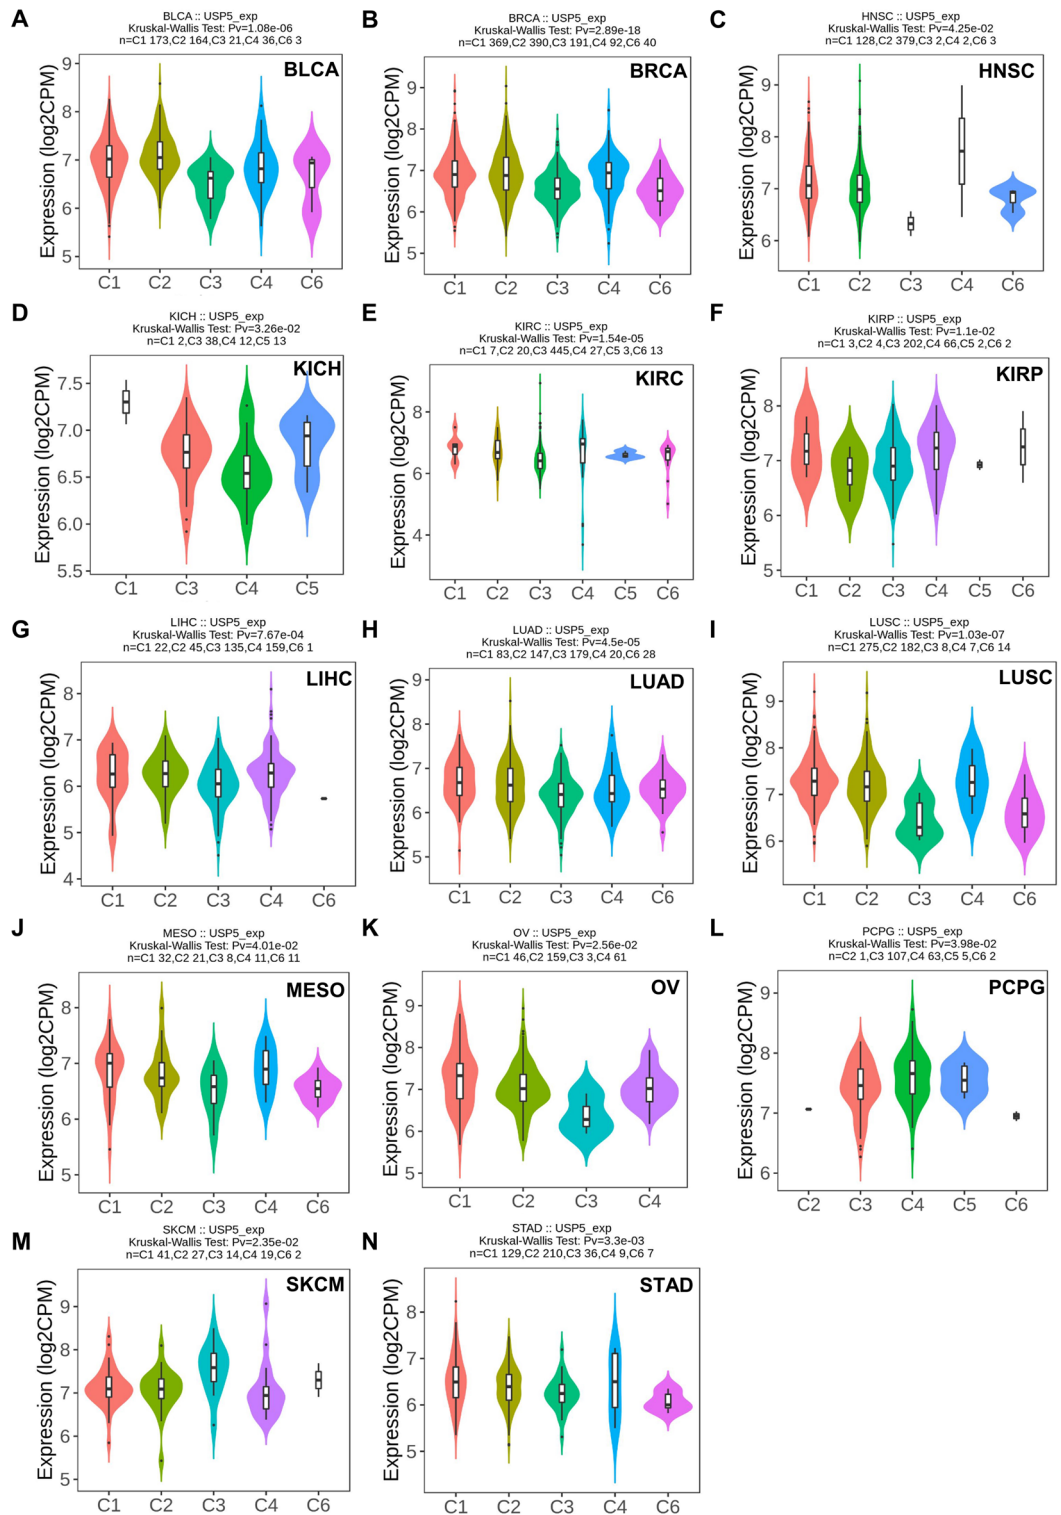 A
BLCA :: USP5_exp
Kruskal-Wallis Test: Pv=1.08e-06
n=C1 173,C2 164,C3 21,C4 36,C6 3
BLCA
Expression (log2CPM)
9
8
7
6
5
C1 C2 C3 C4 C6
B
BRCA :: USP5_exp
Kruskal-Wallis Test: Pv=2.89e-18
n=C1 369,C2 390,C3 191,C4 92,C6 40
BRCA
Expression (log2CPM)
9
8
7
6
5
C1 C2 C3 C4 C6
C
HNSC :: USP5_exp
Kruskal-Wallis Test: Pv=4.25e-02
n=C1 128,C2 379,C3 2,C4 2,C6 3
HNSC
Expression (log2CPM)
9
8
7
6
C1 C2 C3 C4 C6
D
KICH :: USP5_exp
Kruskal-Wallis Test: Pv=3.26e-02
n=C1 2,C3 38,C4 12,C5 13
KICH
Expression (log2CPM)
7.5
7.0
6.5
6.0
5.5
C1 C3 C4 C5
E
KIRC :: USP5_exp
Kruskal-Wallis Test: Pv=1.54e-05
n=C1 7,C2 20,C3 445,C4 27,C5 3,C6 13
KIRC
Expression (log2CPM)
8
6
4
C1 C2 C3 C4 C5 C6
F
KIRP :: USP5_exp
Kruskal-Wallis Test: Pv=1.1e-02
n=C1 3,C2 4,C3 202,C4 66,C5 2,C6 2
KIRP
Expression (log2CPM)
8
7
6
5
C1 C2 C3 C4 C5 C6
G
LIHC :: USP5_exp
Kruskal-Wallis Test: Pv=7.67e-04
n=C1 22,C2 45,C3 135,C4 159,C6 1
LIHC
Expression (log2CPM)
8
7
6
5
4
C1 C2 C3 C4 C6
H
LUAD :: USP5_exp
Kruskal-Wallis Test: Pv=4.5e-05
n=C1 83,C2 147,C3 179,C4 20,C6 28
LUAD
Expression (log2CPM)
9
8
7
6
5
C1 C2 C3 C4 C6
I
LUSC :: USP5_exp
Kruskal-Wallis Test: Pv=1.03e-07
n=C1 275,C2 182,C3 8,C4 7,C6 14
LUSC
Expression (log2CPM)
9
8
7
6
C1 C2 C3 C4 C6
J
MESO :: USP5_exp
Kruskal-Wallis Test: Pv=4.01e-02
n=C1 32,C2 21,C3 8,C4 11,C6 11
MESO
Expression (log2CPM)
8
7
6
5
C1 C2 C3 C4 C6
K
OV :: USP5_exp
Kruskal-Wallis Test: Pv=2.56e-02
n=C1 46,C2 159,C3 3,C4 61
OV
Expression (log2CPM)
9
8
7
6
5
C1 C2 C3 C4
L
PCPG :: USP5_exp
Kruskal-Wallis Test: Pv=3.98e-02
n=C2 1,C3 107,C4 63,C5 5,C6 2
PCPG
Expression (log2CPM)
9
8
7
6
C2 C3 C4 C5 C6
M
SKCM :: USP5_exp
Kruskal-Wallis Test: Pv=2.35e-02
n=C1 41,C2 27,C3 14,C4 19,C6 2
SKCM
Expression (log2CPM)
9
8
7
6
5
C1 C2 C3 C4 C6
N
STAD :: USP5_exp
Kruskal-Wallis Test: Pv=3.3e-03
n=C1 129,C2 210,C3 36,C4 9,C6 7
STAD
Expression (log2CPM)
8
7
6
5
C1 C2 C3 C4 C6